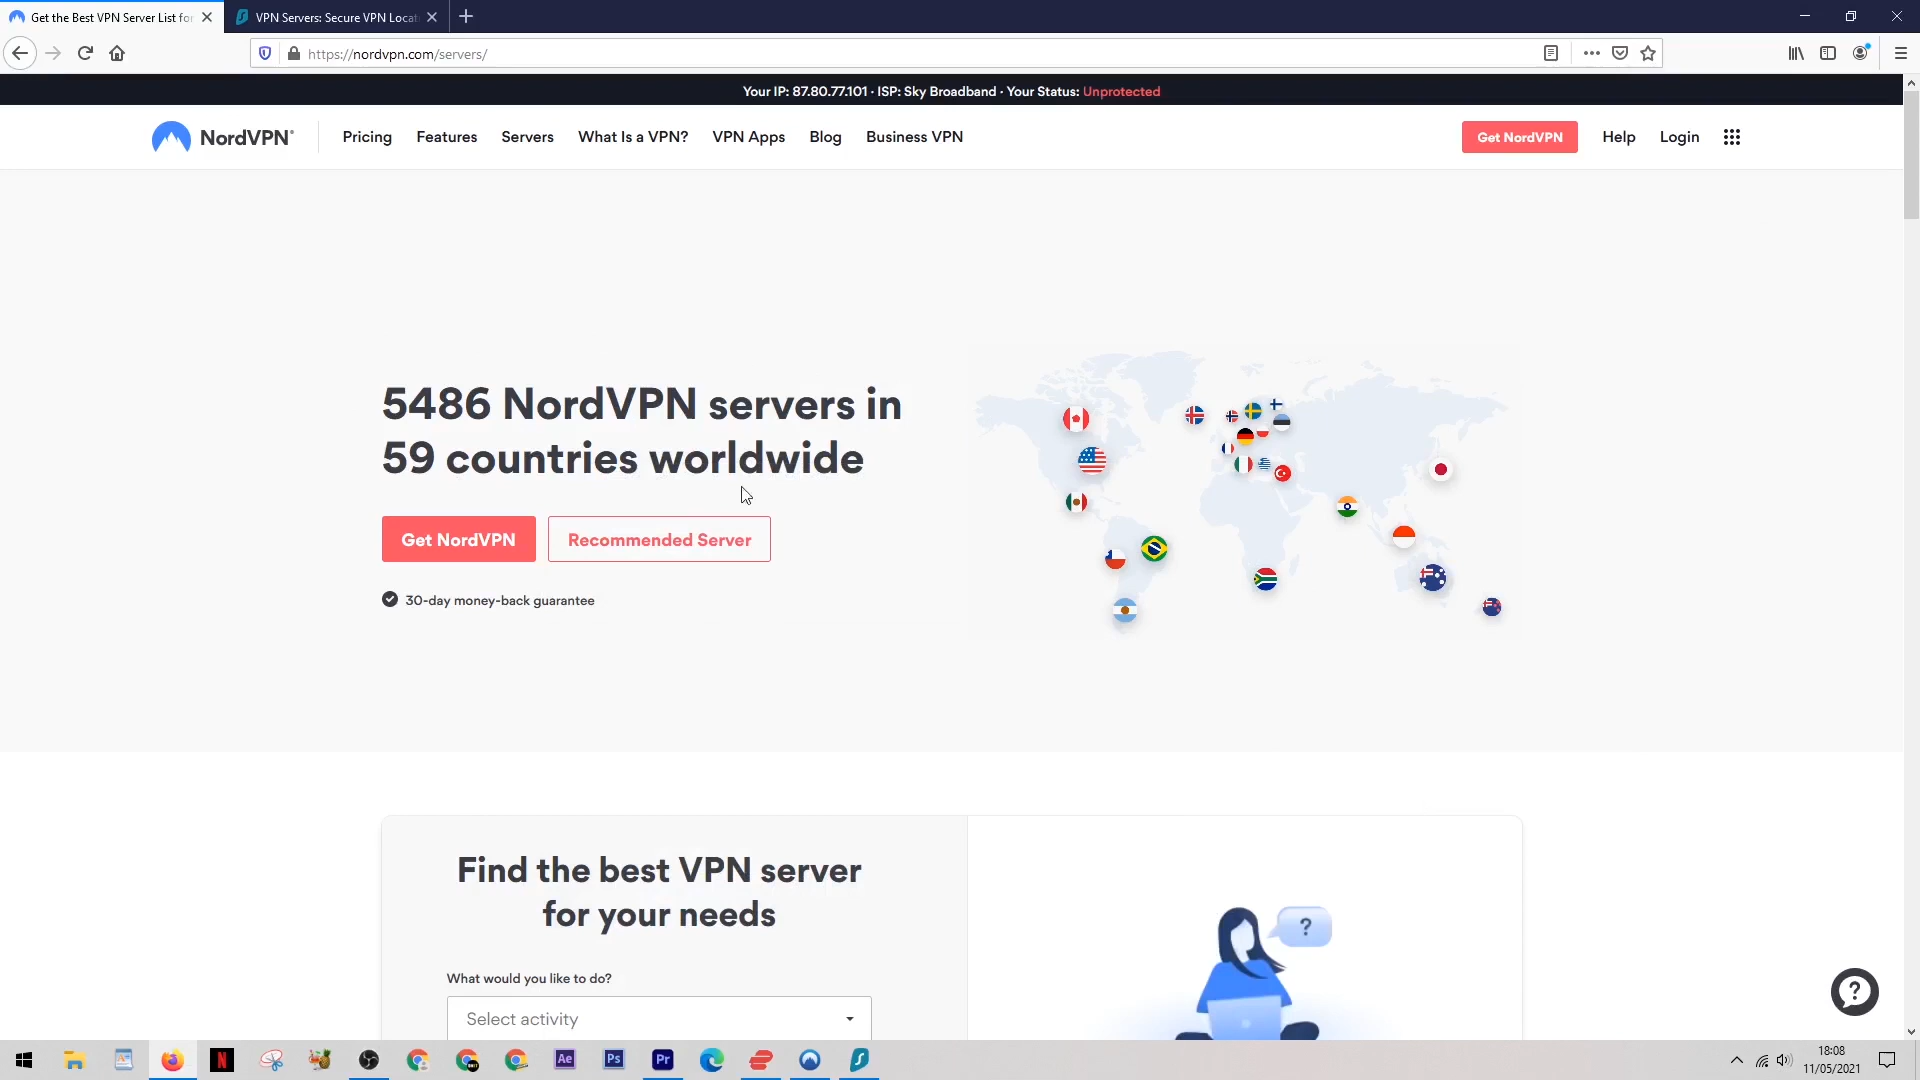 Get the Best VPN Server List for
VPN Servers: Secure VPN Locat
https://nordvpn.com/servers/
Your IP: 87.80.77.101 · ISP: Sky Broadband · Your Status: Unprotected
NordVPN®
Pricing
Features
Servers
What Is a VPN?
VPN Apps
Blog
Business VPN
Get NordVPN
Help
Login
5486 NordVPN servers in
59 countries worldwide
Get NordVPN
Recommended Server
30-day money-back guarantee
Find the best VPN server
for your needs
What would you like to do?
Select activity
?
?
N
Ae
Ps
Pr
18:08
11/05/2021